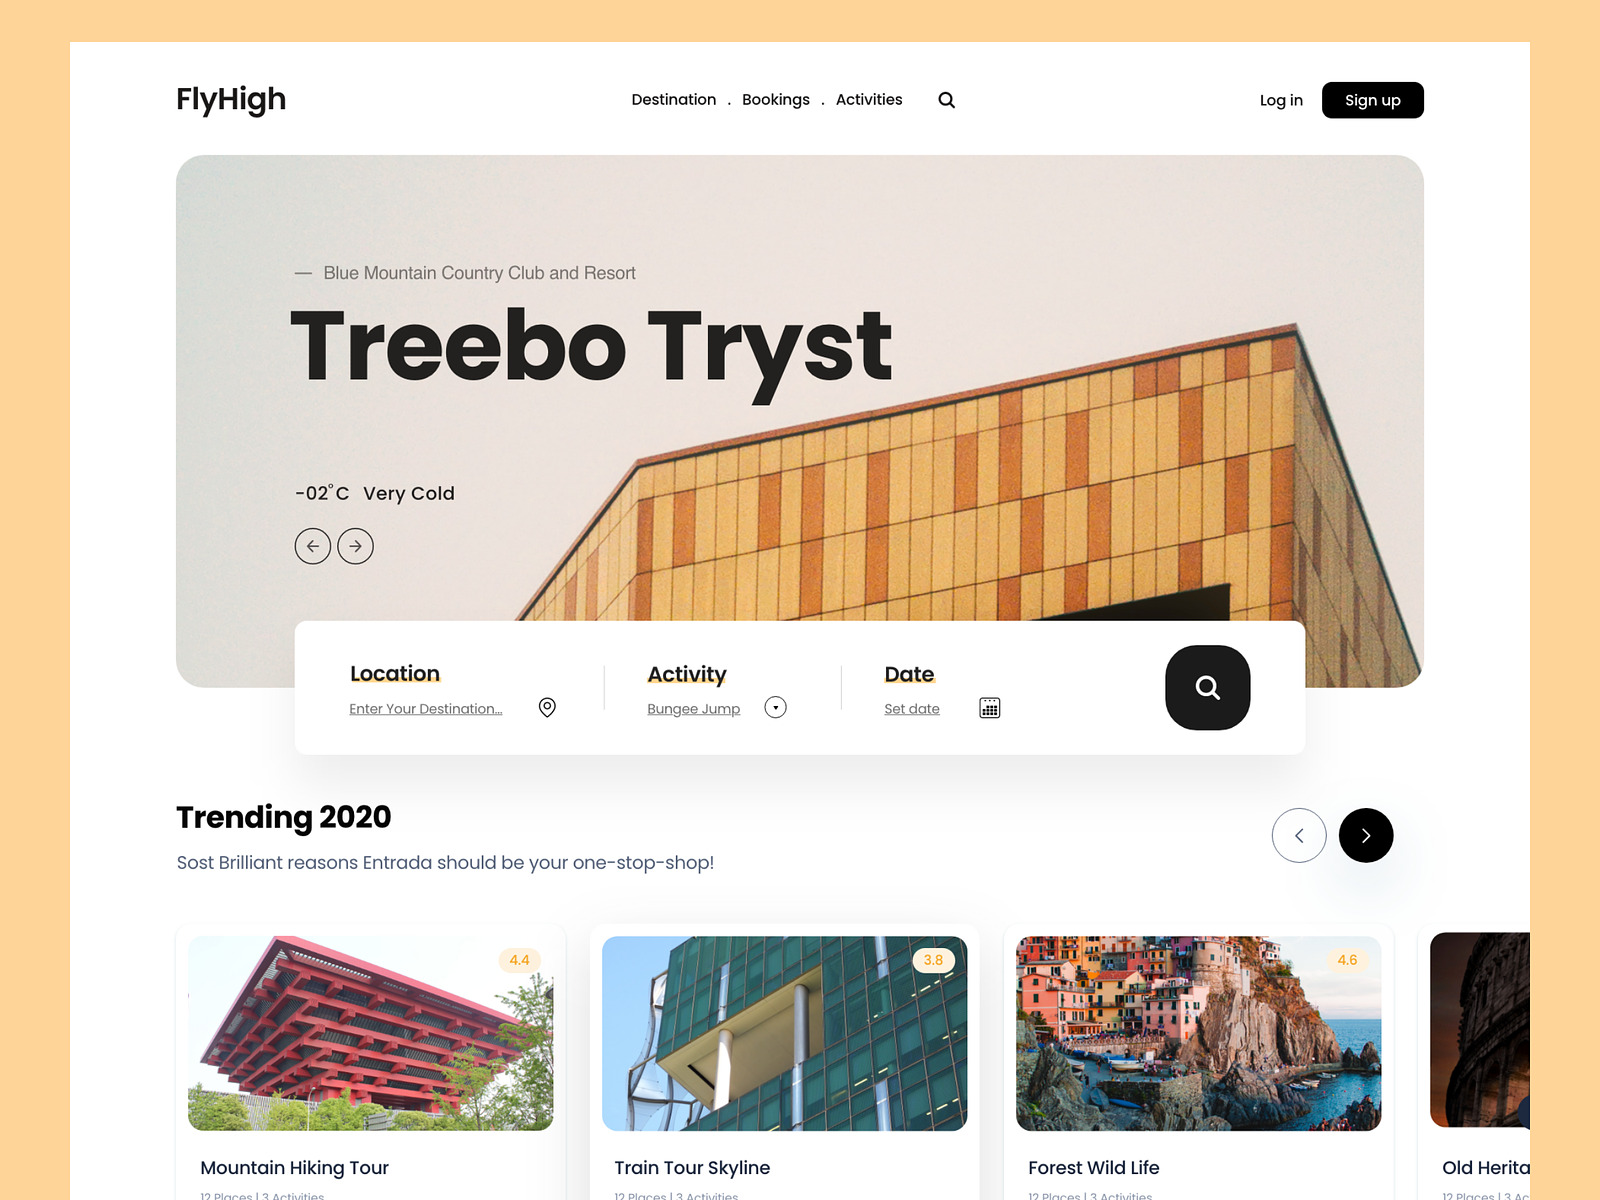 FlyHigh
Destination . Bookings . Activities
Log in
Sign up
— Blue Mountain Country Club and Resort
Treebo Tryst
-02°C Very Cold
Location
Enter Your Destination...
Activity
Bungee Jump
Date
Set date
Trending 2020
Sost Brilliant reasons Entrada should be your one-stop-shop!
4.4
3.8
4.6
Mountain Hiking Tour
Train Tour Skyline
Forest Wild Life
Old Herita
12 Places | 3 Activities
12 Places | 3 Activities
12 Places | 3 Activities
12 Places | 3 Activities